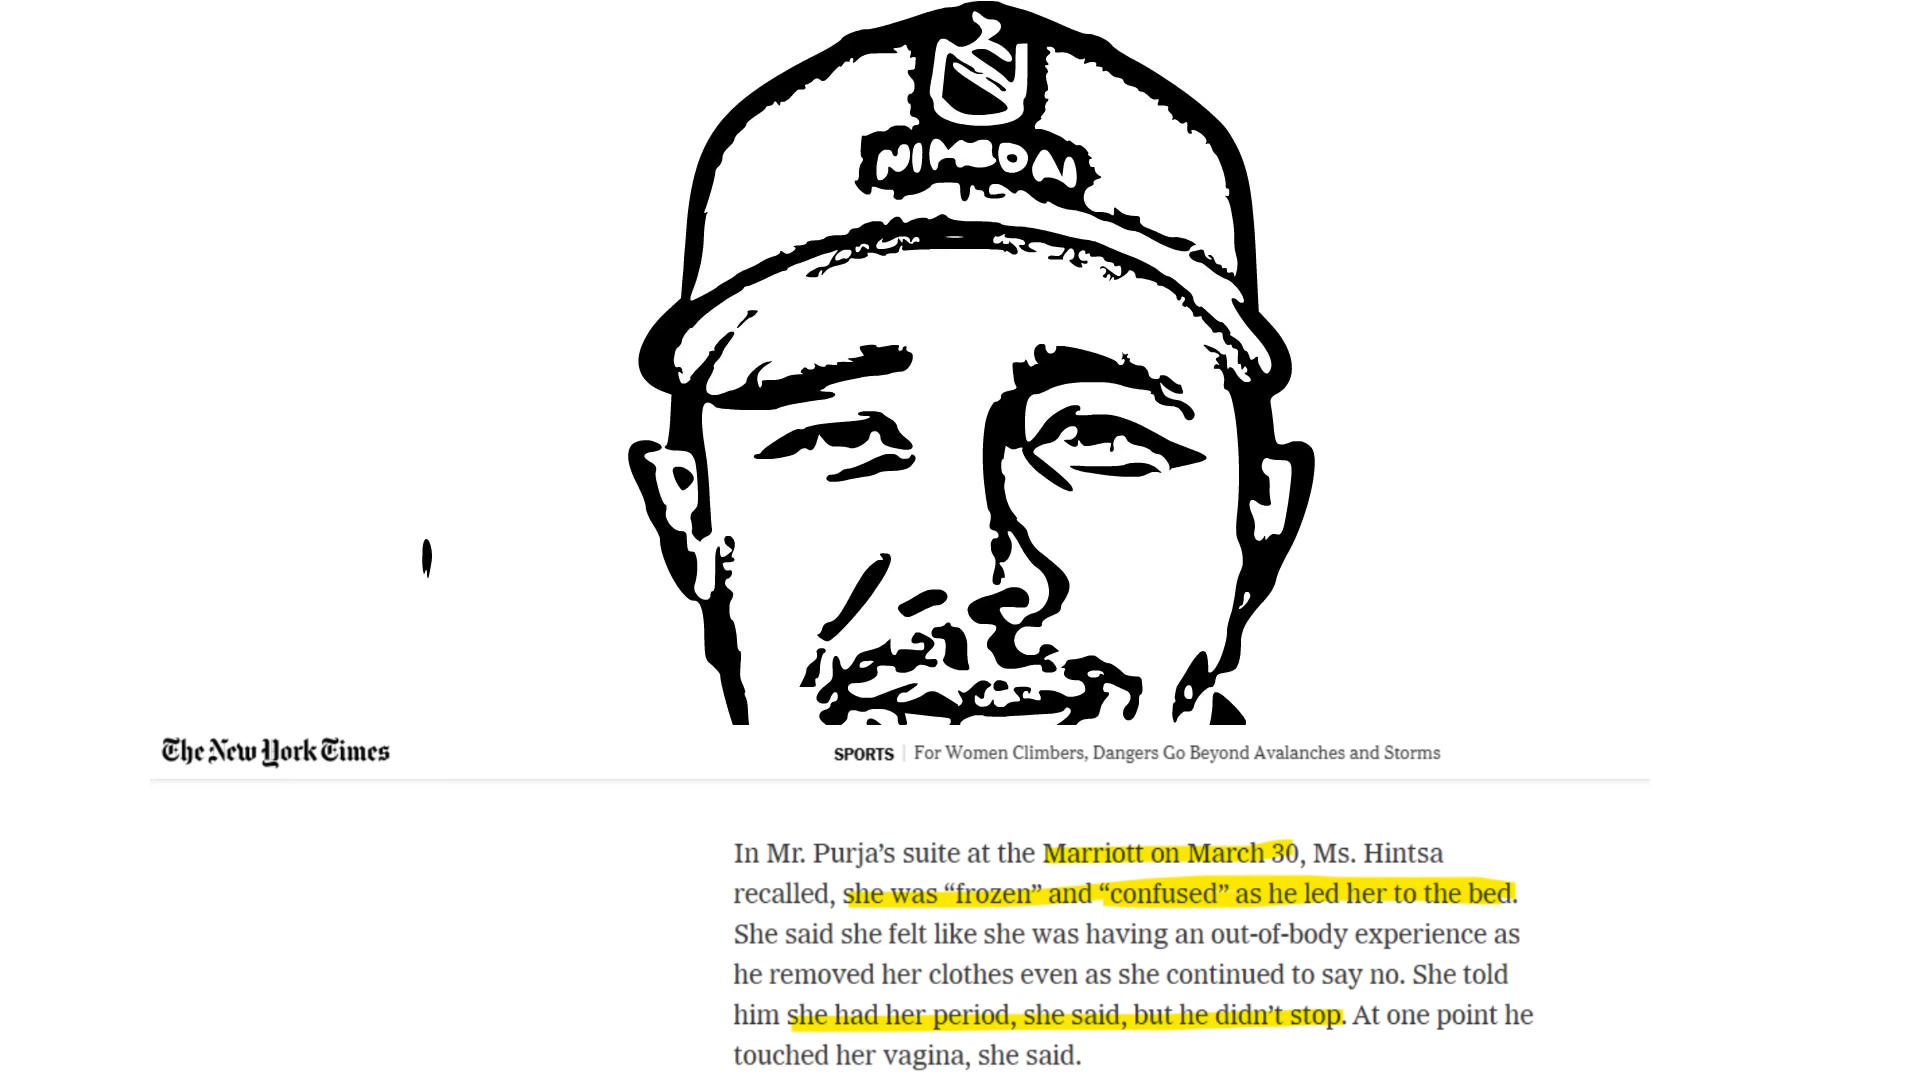 NIMSDAI
The New York Times
SPORTS | For Women Climbers, Dangers Go Beyond Avalanches and Storms
In Mr. Purja’s suite at the Marriott on March 30, Ms. Hintsa
recalled, she was “frozen” and “confused” as he led her to the bed.
She said she felt like she was having an out-of-body experience as
he removed her clothes even as she continued to say no. She told
him she had her period, she said, but he didn’t stop. At one point he
touched her vagina, she said.